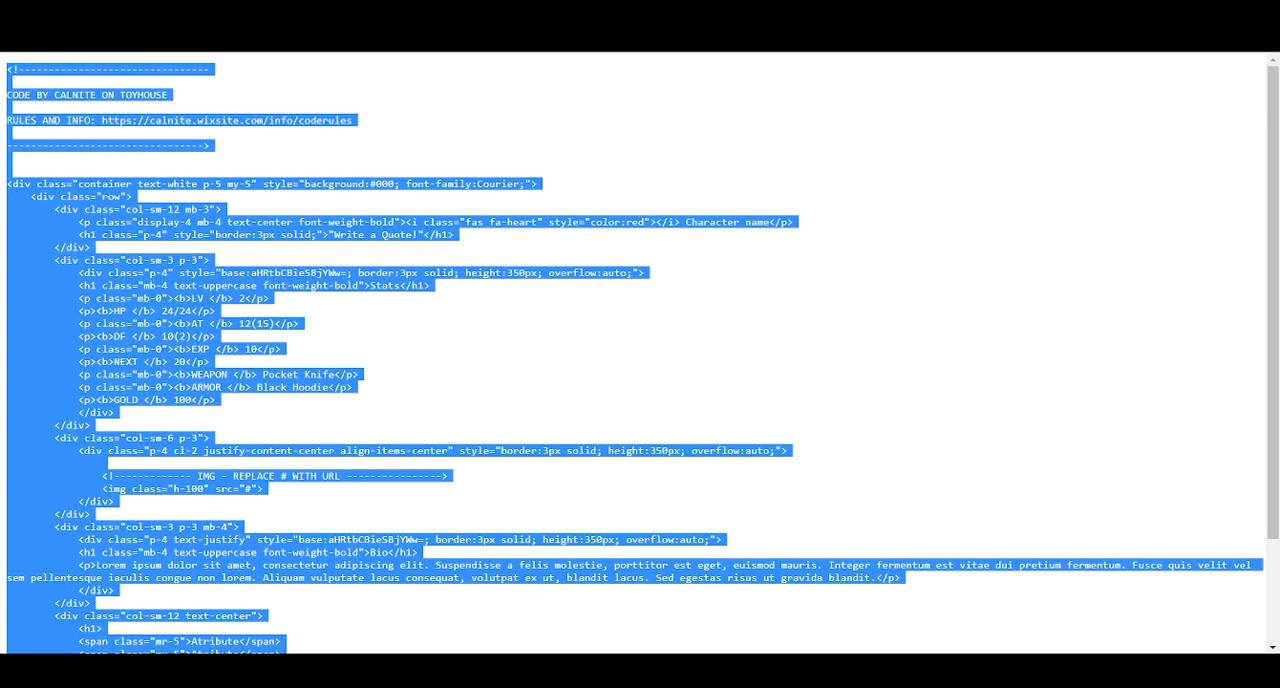 <!--------------------------------
CODE BY CALNITE ON TOYHOUSE
RULES AND INFO: https://calnite.wixsite.com/info/coderules
--------------------------------->
<div class="container text-white p-5 my-5" style="background:#000; font-family:Courier;">
<div class="row">
<div class="col-sm-12 mb-3">
<p class="display-4 mb-4 text-center font-weight-bold"><i class="fas fa-heart" style="color:red"></i> Character name</p>
<h1 class="p-4" style="border:3px solid;">"Write a Quote!"</h1>
</div>
<div class="col-sm-3 p-3">
<div class="p-4" style="base:aHRtbCBieSBjYWw=; border:3px solid; height:350px; overflow:auto;">
<h1 class="mb-4 text-uppercase font-weight-bold">Stats</h1>
<p class="mb-0"><b>LV </b> 2</p>
<p><b>HP </b> 24/24</p>
<p class="mb-0"><b>AT </b> 12(15)</p>
<p><b>DF </b> 10(2)</p>
<p class="mb-0"><b>EXP </b> 10</p>
<p><b>NEXT </b> 20</p>
<p class="mb-0"><b>WEAPON </b> Pocket Knife</p>
<p class="mb-0"><b>ARMOR </b> Black Hoodie</p>
<p><b>GOLD </b> 100</p>
</div>
</div>
<div class="col-sm-6 p-3">
<div class="p-4 cl-2 justify-content-center align-items-center" style="border:3px solid; height:350px; overflow:auto;">
<!------------- IMG - REPLACE # WITH URL ---------------->
<img class="h-100" src="#">
</div>
</div>
<div class="col-sm-3 p-3 mb-4">
<div class="p-4 text-justify" style="base:aHRtbCBieSBjYWw=; border:3px solid; height:350px; overflow:auto;">
<h1 class="mb-4 text-uppercase font-weight-bold">Bio</h1>
<p>Lorem ipsum dolor sit amet, consectetur adipiscing elit. Suspendisse a felis molestie, porttitor est eget, euismod mauris. Integer fermentum est vitae dui pretium fermentum. Fusce quis velit vel
sem pellentesque iaculis congue non lorem. Aliquam vulputate lacus consequat, volutpat ex ut, blandit lacus. Sed egestas risus ut gravida blandit.</p>
</div>
</div>
<div class="col-sm-12 text-center">
<h1>
<span class="mr-5">Atribute</span>